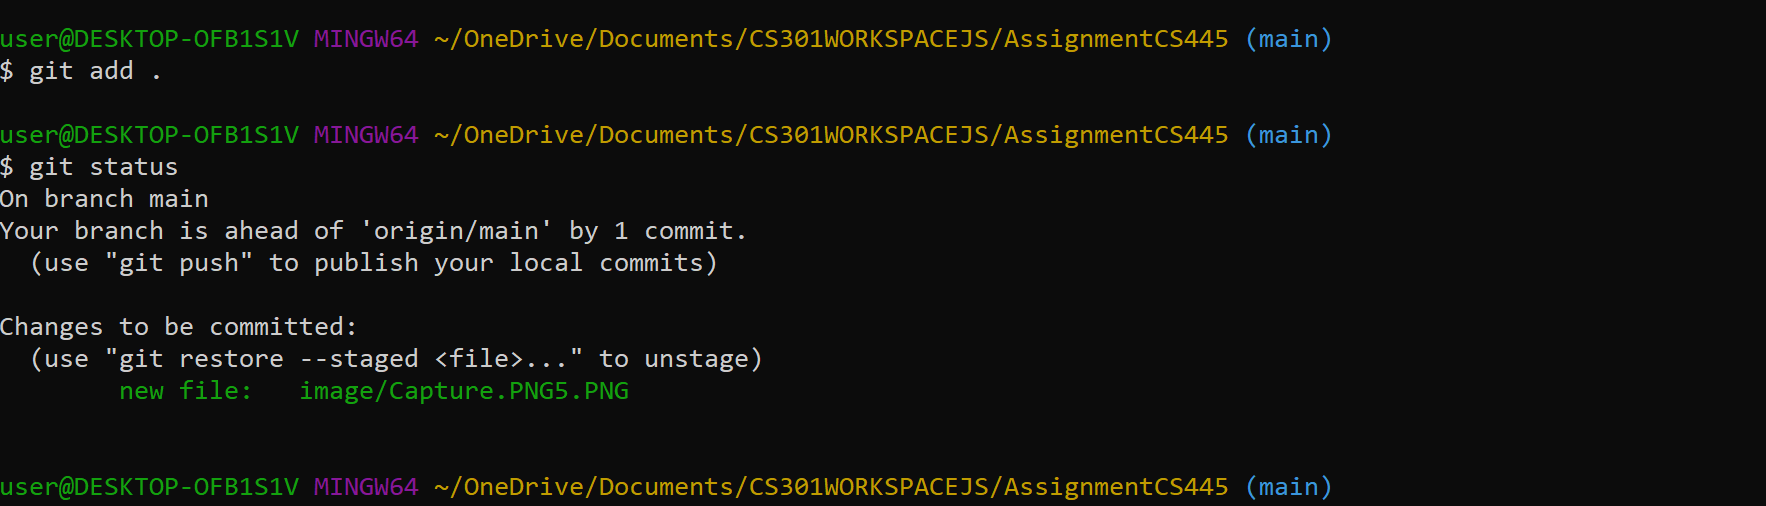 user@DESKTOP-OFB1S1V MINGW64 ~/OneDrive/Documents/CS301WORKSPACEJS/AssignmentCS445 (main)
$ git add .
user@DESKTOP-OFB1S1V MINGW64 ~/OneDrive/Documents/CS301WORKSPACEJS/AssignmentCS445 (main)
$ git status
On branch main
Your branch is ahead of 'origin/main' by 1 commit.
  (use "git push" to publish your local commits)
Changes to be committed:
  (use "git restore --staged <file>..." to unstage)
        new file:   image/Capture.PNG5.PNG
user@DESKTOP-OFB1S1V MINGW64 ~/OneDrive/Documents/CS301WORKSPACEJS/AssignmentCS445 (main)